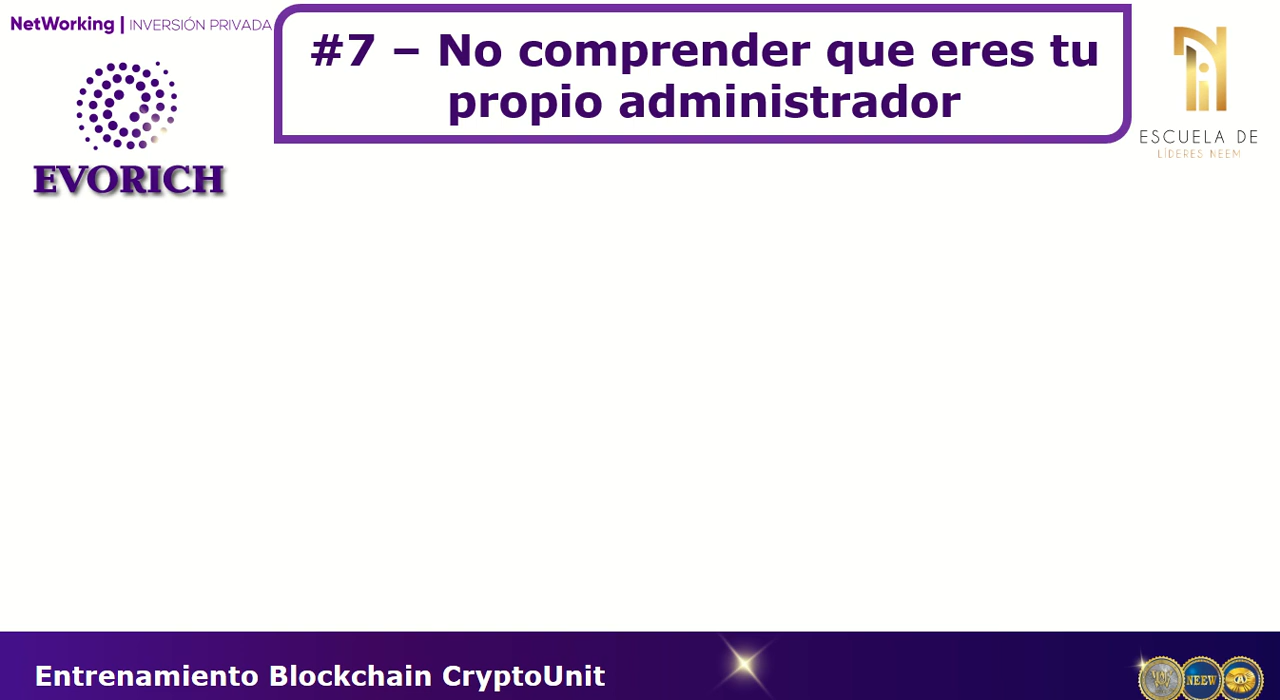 NetWorking | INVERSIÓN PRIVADA
#7 – No comprender que eres tu
propio administrador
EVORICH
ESCUELA DE
LÍDERES NEEM
Entrenamiento Blockchain CryptoUnit
NEEW